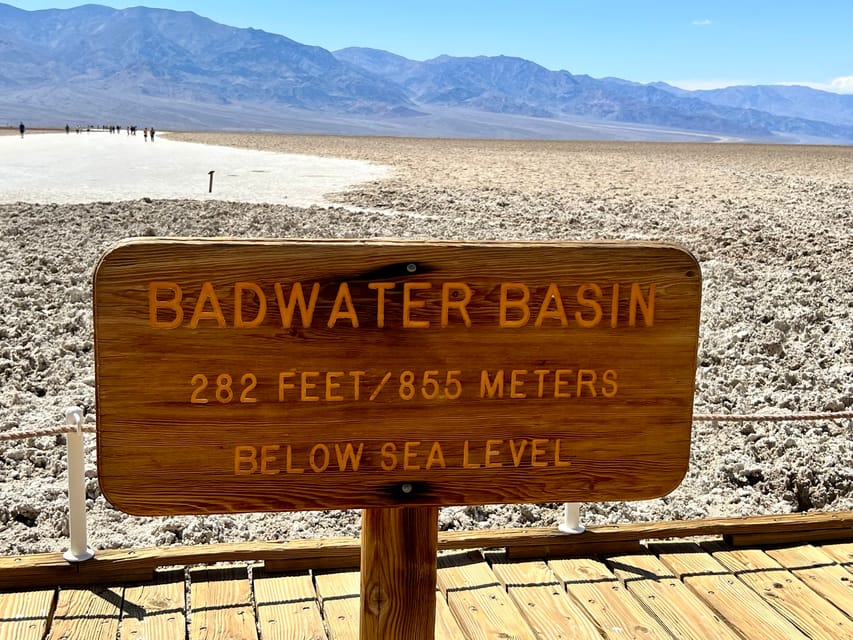 BADWATER BASIN
282 FEET/855 METERS
BELOW SEA LEVEL